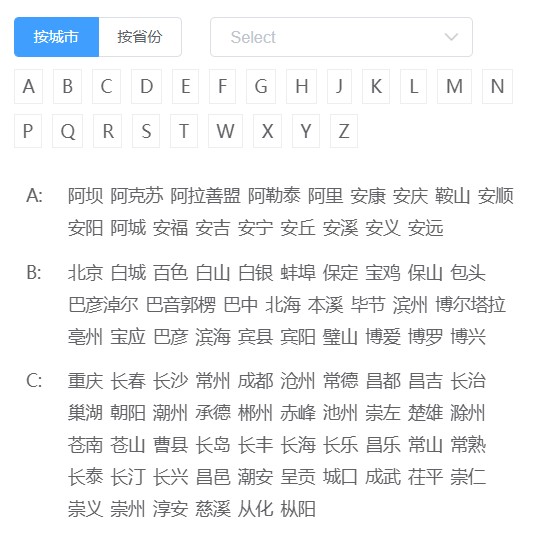 按城市 按省份 Select
A B C D E F G H J K L M N
P Q R S T W X Y Z
A: 阿坝 阿克苏 阿拉善盟 阿勒泰 阿里 安康 安庆 鞍山 安顺
安阳 阿城 安福 安吉 安宁 安丘 安溪 安义 安远
B: 北京 白城 百色 白山 白银 蚌埠 保定 宝鸡 保山 包头
巴彦淖尔 巴音郭楞 巴中 北海 本溪 毕节 滨州 博尔塔拉
亳州 宝应 巴彦 滨海 宾县 宾阳 璧山 博爱 博罗 博兴
C: 重庆 长春 长沙 常州 成都 沧州 常德 昌都 昌吉 长治
巢湖 朝阳 潮州 承德 郴州 赤峰 池州 崇左 楚雄 滁州
苍南 苍山 曹县 长岛 长丰 长海 长乐 昌乐 常山 常熟
长泰 长汀 长兴 昌邑 潮安 呈贡 城口 成武 茌平 崇仁
崇义 崇州 淳安 慈溪 从化 枞阳